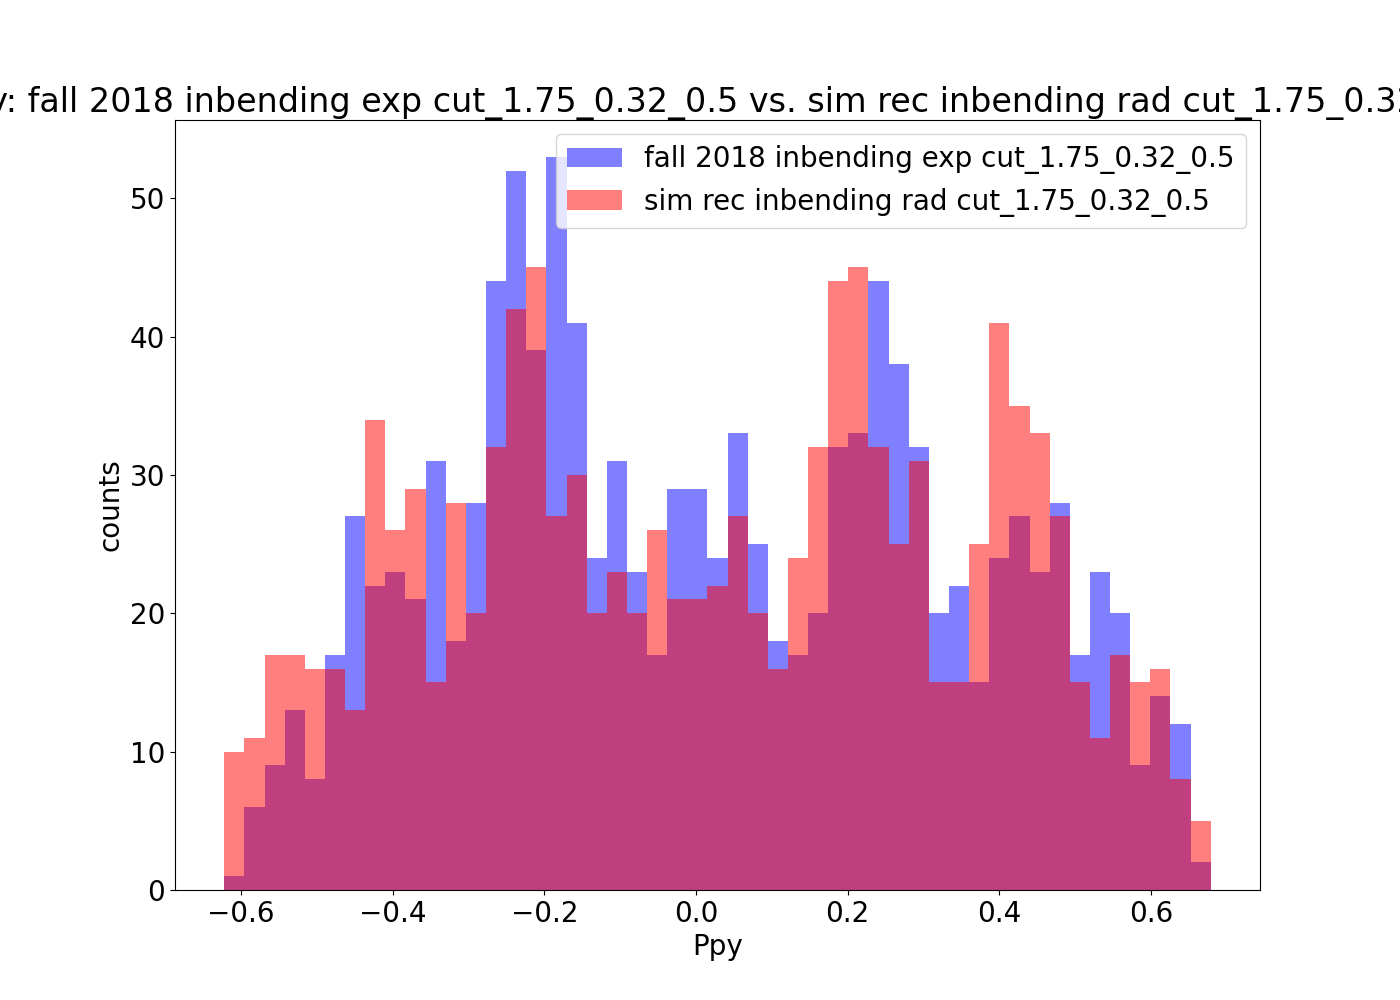 y: fall 2018 inbending exp cut_1.75_0.32_0.5 vs. sim rec inbending rad cut_1.75_0.32
fall 2018 inbending exp cut_1.75_0.32_0.5
sim rec inbending rad cut_1.75_0.32_0.5
50
40
30
20
10
0
counts
−0.6 −0.4 −0.2 0.0 0.2 0.4 0.6
Ppy